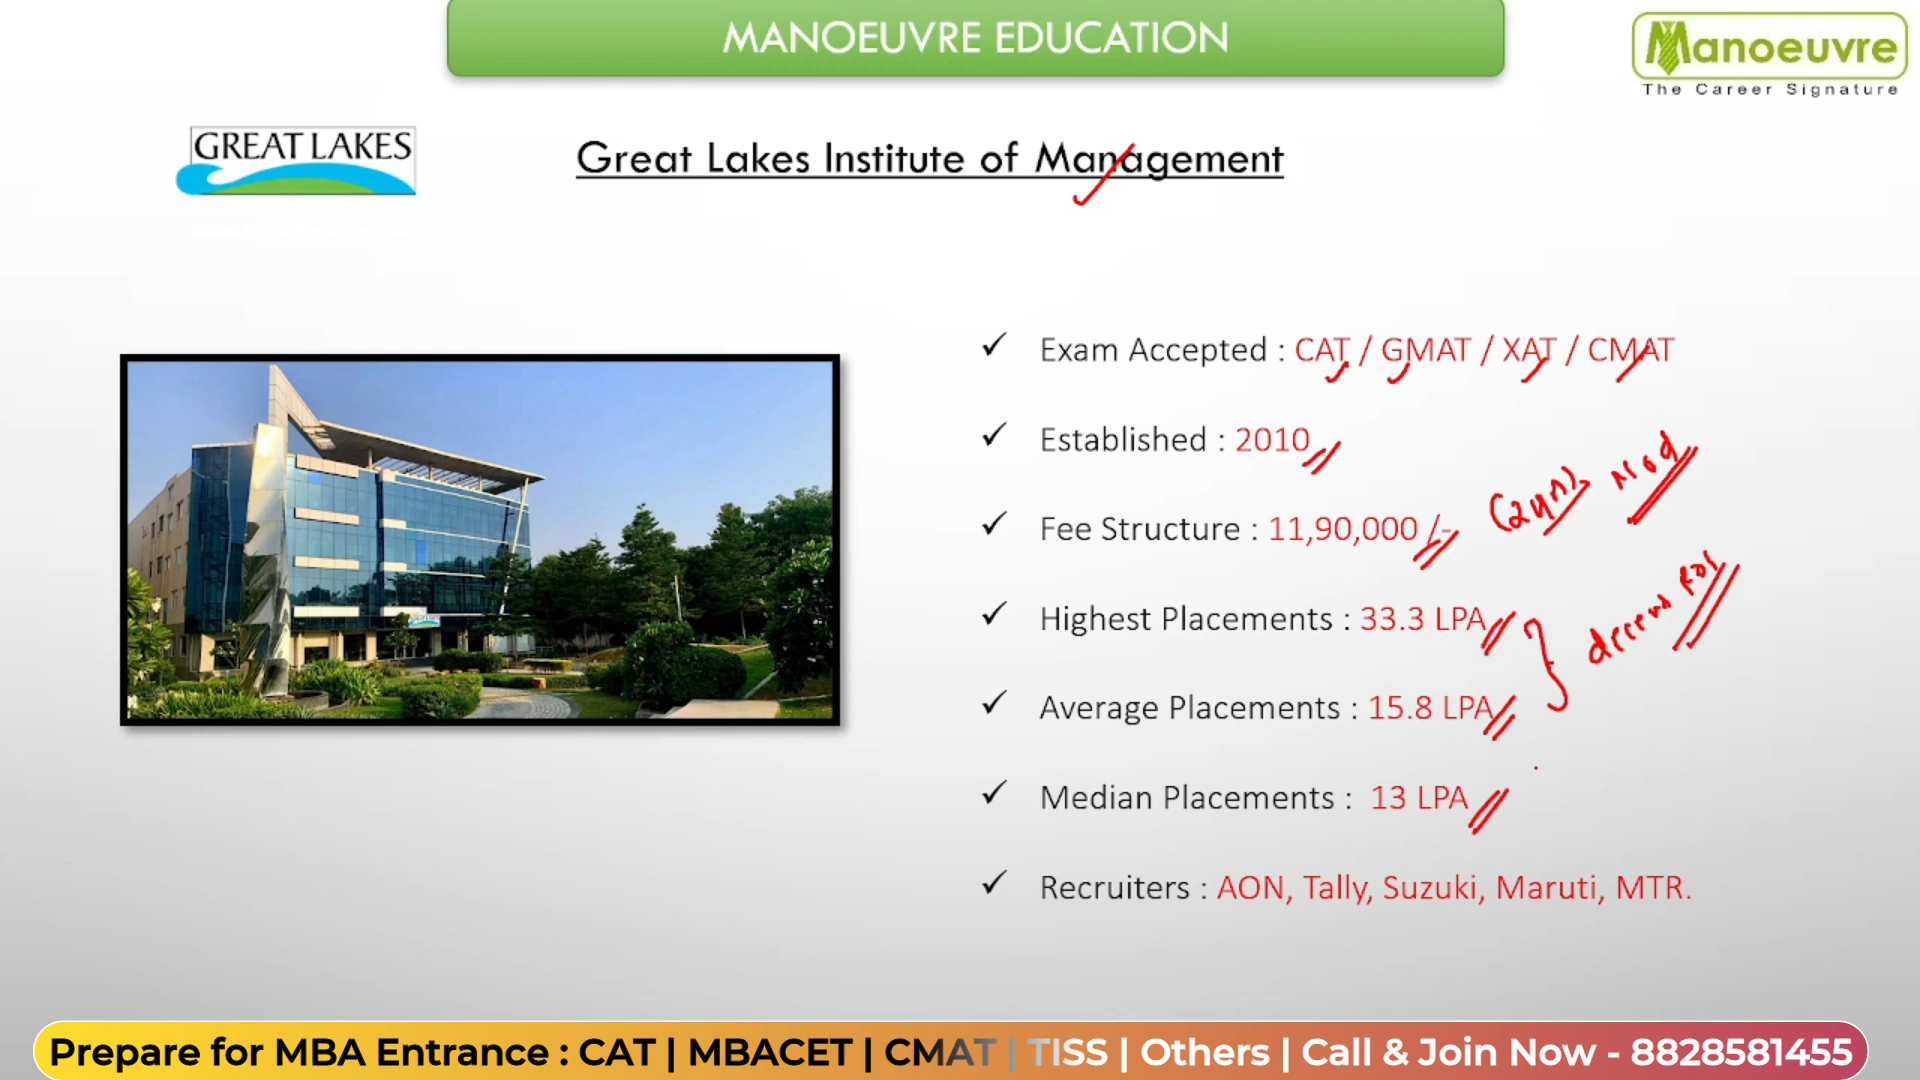 MANOEUVRE EDUCATION
Manoeuvre
The Career Signature
GREAT LAKES
Great Lakes Institute of Management
✓ Exam Accepted : CAT / GMAT / XAT / CMAT
✓ Established : 2010
✓ Fee Structure : 11,90,000 /-
✓ Highest Placements : 33.3 LPA
✓ Average Placements : 15.8 LPA
✓ Median Placements : 13 LPA
✓ Recruiters : AON, Tally, Suzuki, Maruti, MTR.
Prepare for MBA Entrance : CAT | MBACET | CMAT | TISS | Others | Call & Join Now - 8828581455